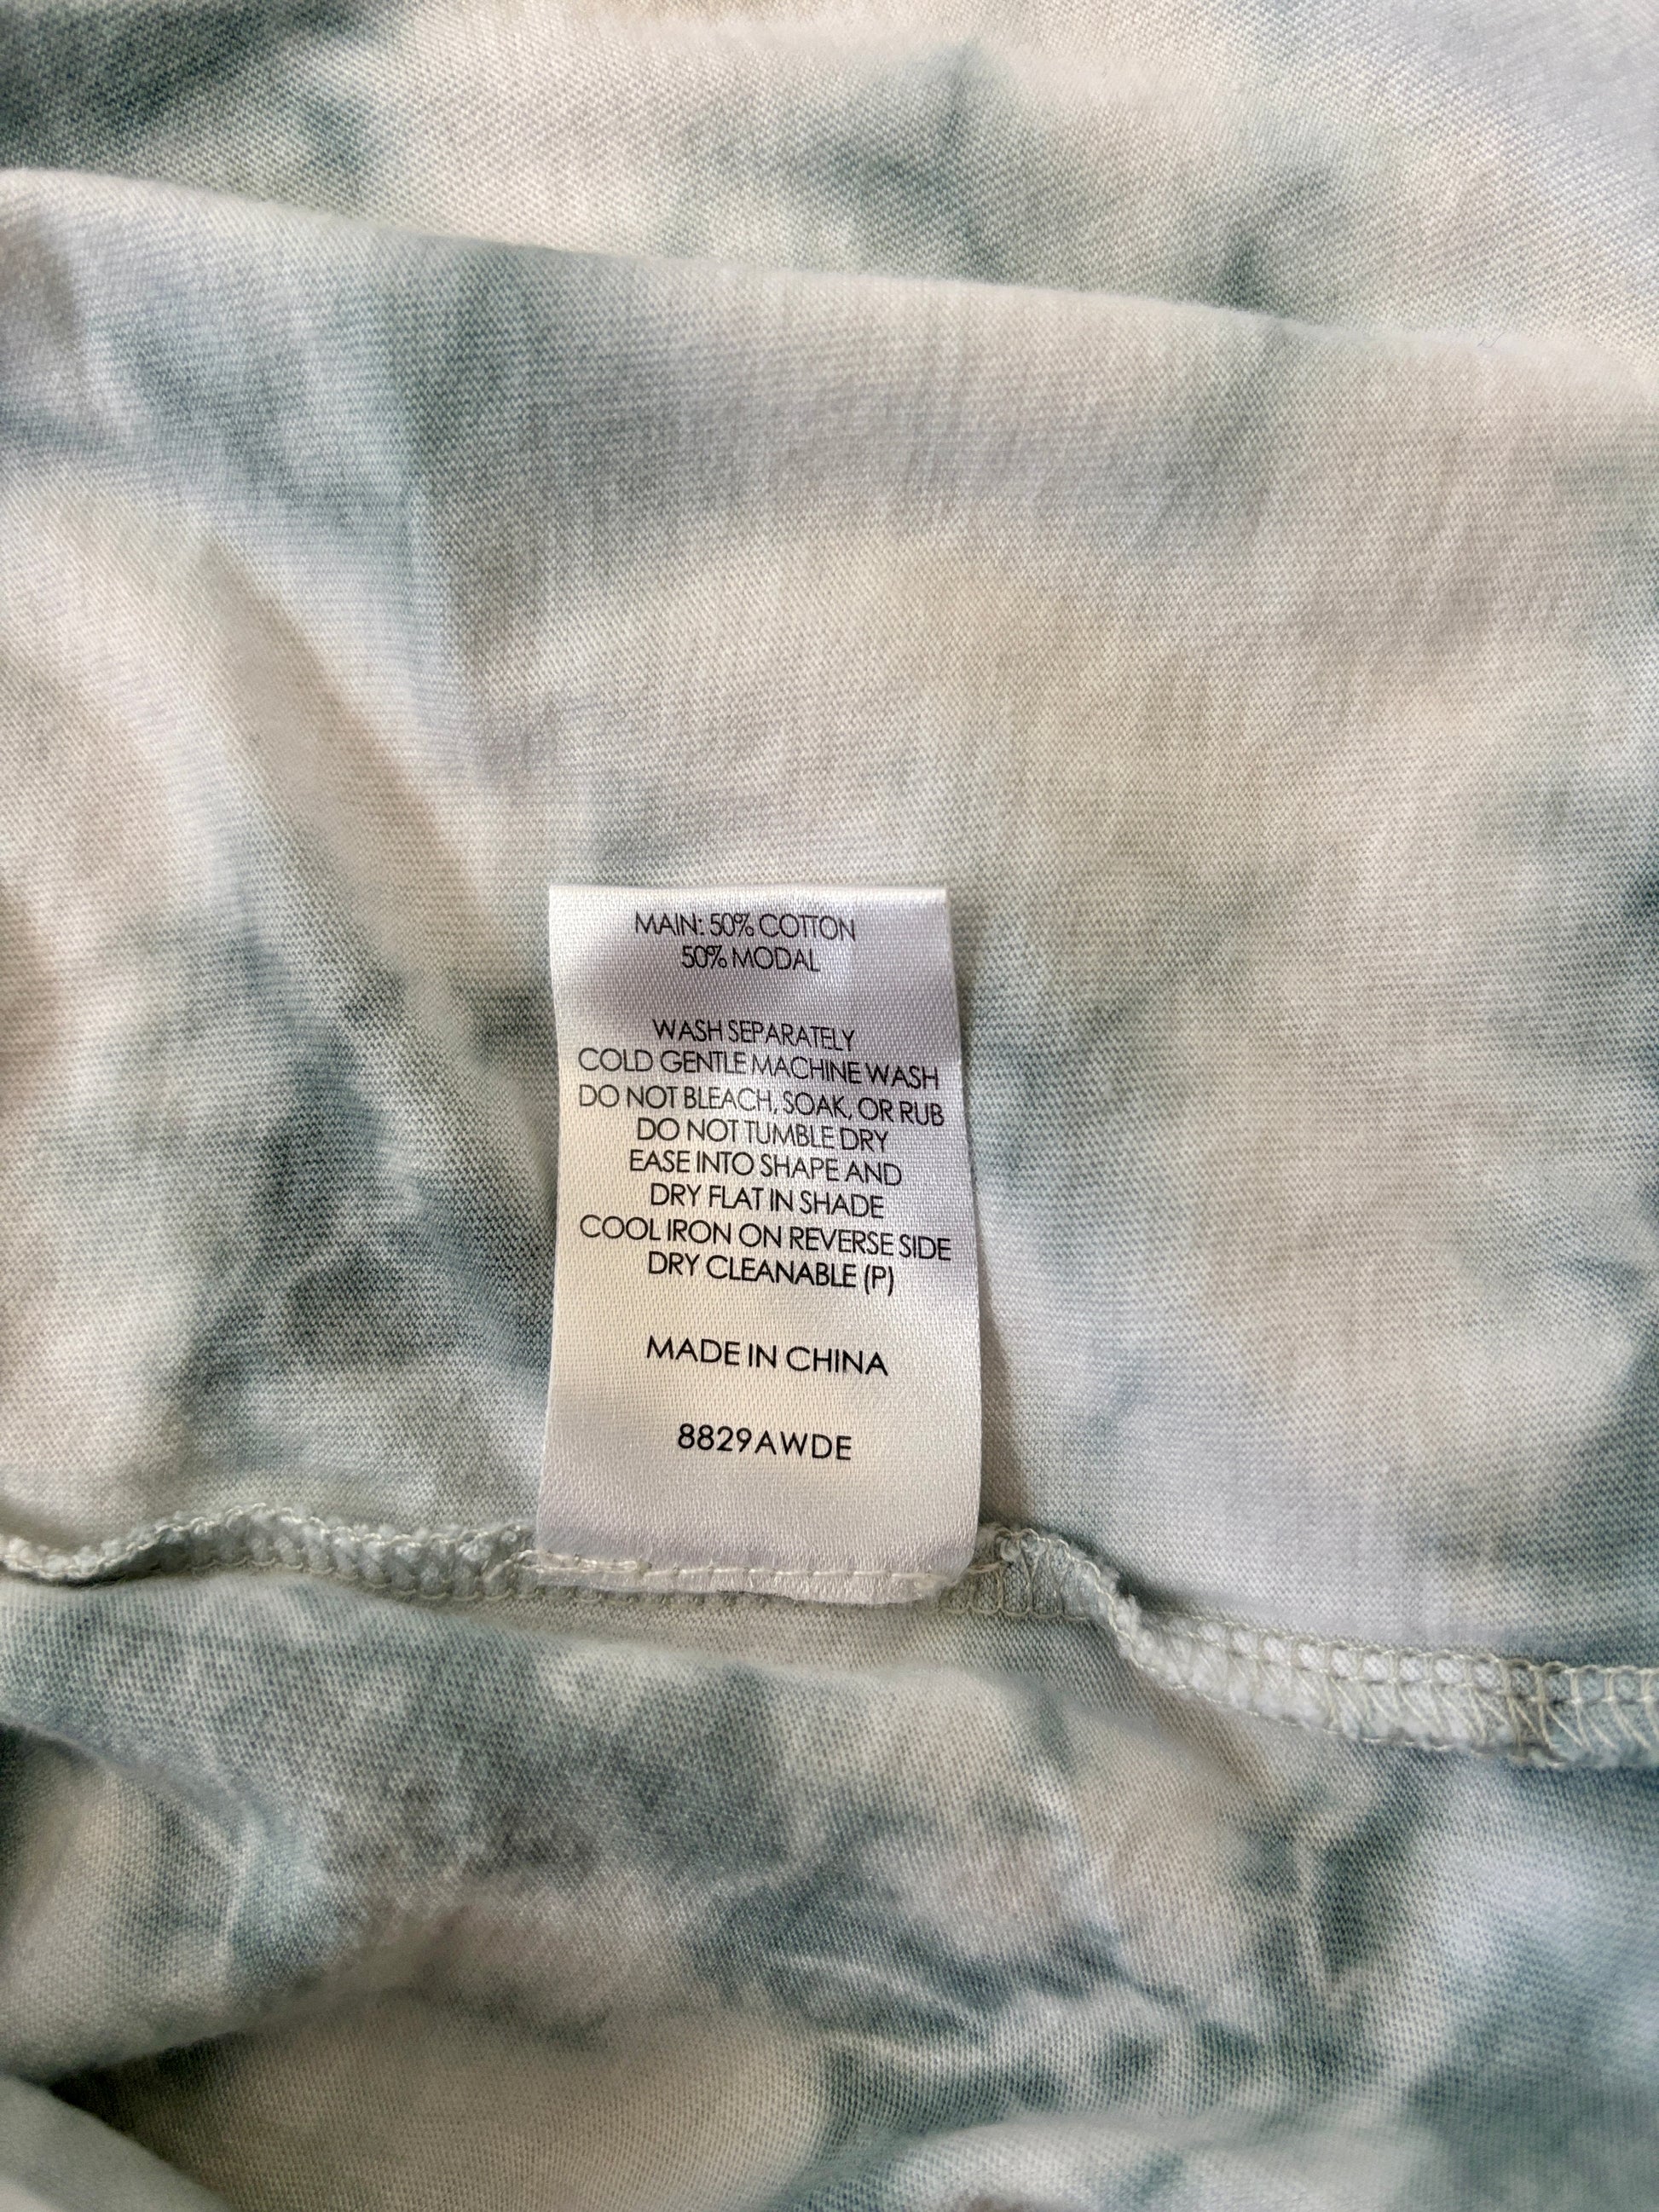 MAIN: 50% COTTON
50% MODAL
WASH SEPARATELY
COLD GENTLE MACHINE WASH
DO NOT BLEACH, SOAK, OR RUB
DO NOT TUMBLE DRY
EASE INTO SHAPE AND
DRY FLAT IN SHADE
COOL IRON ON REVERSE SIDE
DRY CLEANABLE (P)
MADE IN CHINA
8829AWDE